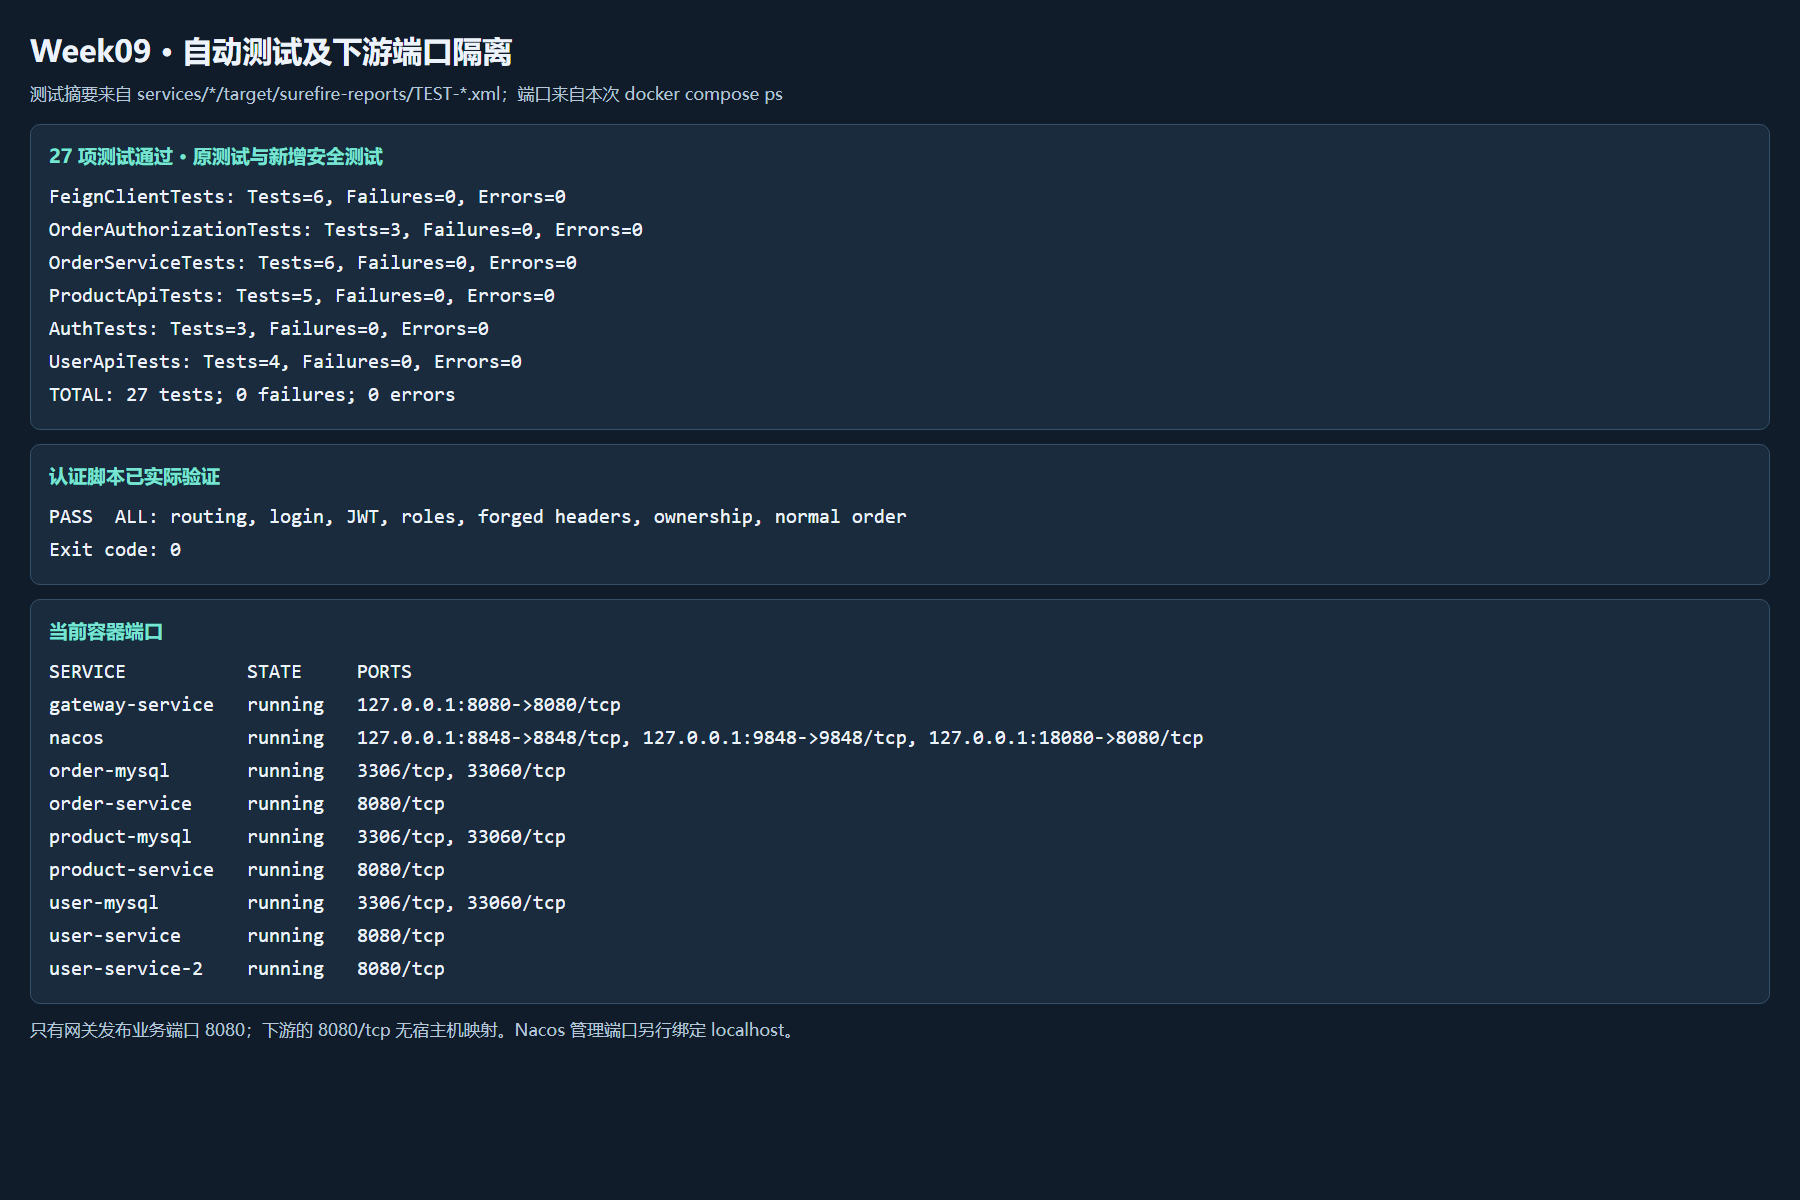 Week09 • 自动测试及下游端口隔离
测试摘要来自 services/*/target/surefire-reports/TEST-*.xml；端口来自本次 docker compose ps
27 项测试通过 • 原测试与新增安全测试
FeignClientTests: Tests=6, Failures=0, Errors=0
OrderAuthorizationTests: Tests=3, Failures=0, Errors=0
OrderServiceTests: Tests=6, Failures=0, Errors=0
ProductApiTests: Tests=5, Failures=0, Errors=0
AuthTests: Tests=3, Failures=0, Errors=0
UserApiTests: Tests=4, Failures=0, Errors=0
TOTAL: 27 tests; 0 failures; 0 errors
认证脚本已实际验证
PASS  ALL: routing, login, JWT, roles, forged headers, ownership, normal order
Exit code: 0
当前容器端口
SERVICE           STATE     PORTS
gateway-service   running   127.0.0.1:8080->8080/tcp
nacos             running   127.0.0.1:8848->8848/tcp, 127.0.0.1:9848->9848/tcp, 127.0.0.1:18080->8080/tcp
order-mysql       running   3306/tcp, 33060/tcp
order-service     running   8080/tcp
product-mysql     running   3306/tcp, 33060/tcp
product-service   running   8080/tcp
user-mysql        running   3306/tcp, 33060/tcp
user-service      running   8080/tcp
user-service-2    running   8080/tcp
只有网关发布业务端口 8080；下游的 8080/tcp 无宿主机映射。Nacos 管理端口另行绑定 localhost。